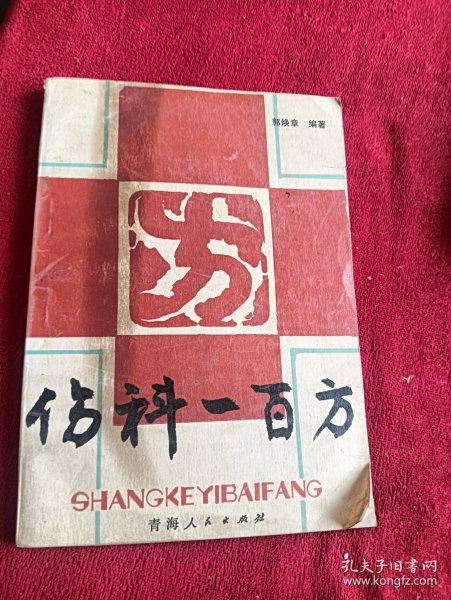 郭焕章 编著
方
伤科一百方
SHANGKEYIBAIFANG
青海人民出版社
孔夫子旧书网
www.kongfz.com